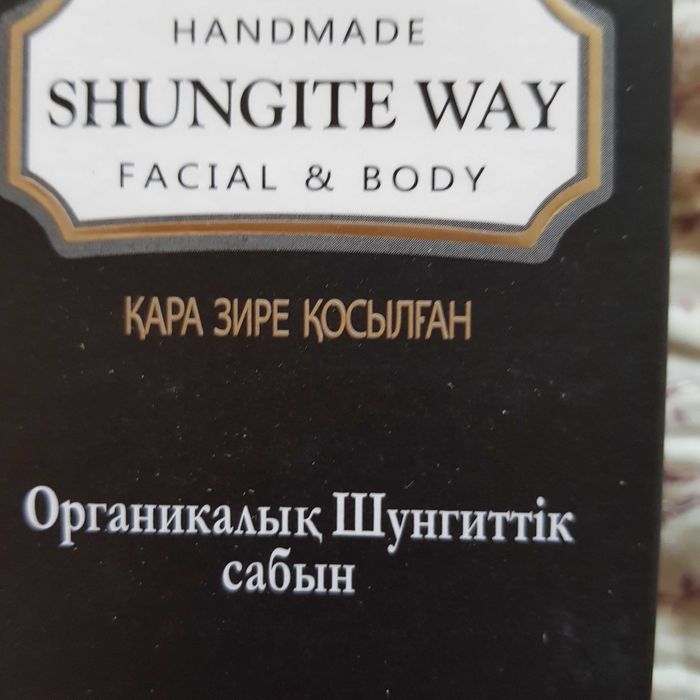 HANDMADE
SHUNGITE WAY
FACIAL & BODY
ҚАРА ЗИРЕ ҚОСЫЛҒАН
Органикалық Шунгиттік
сабын